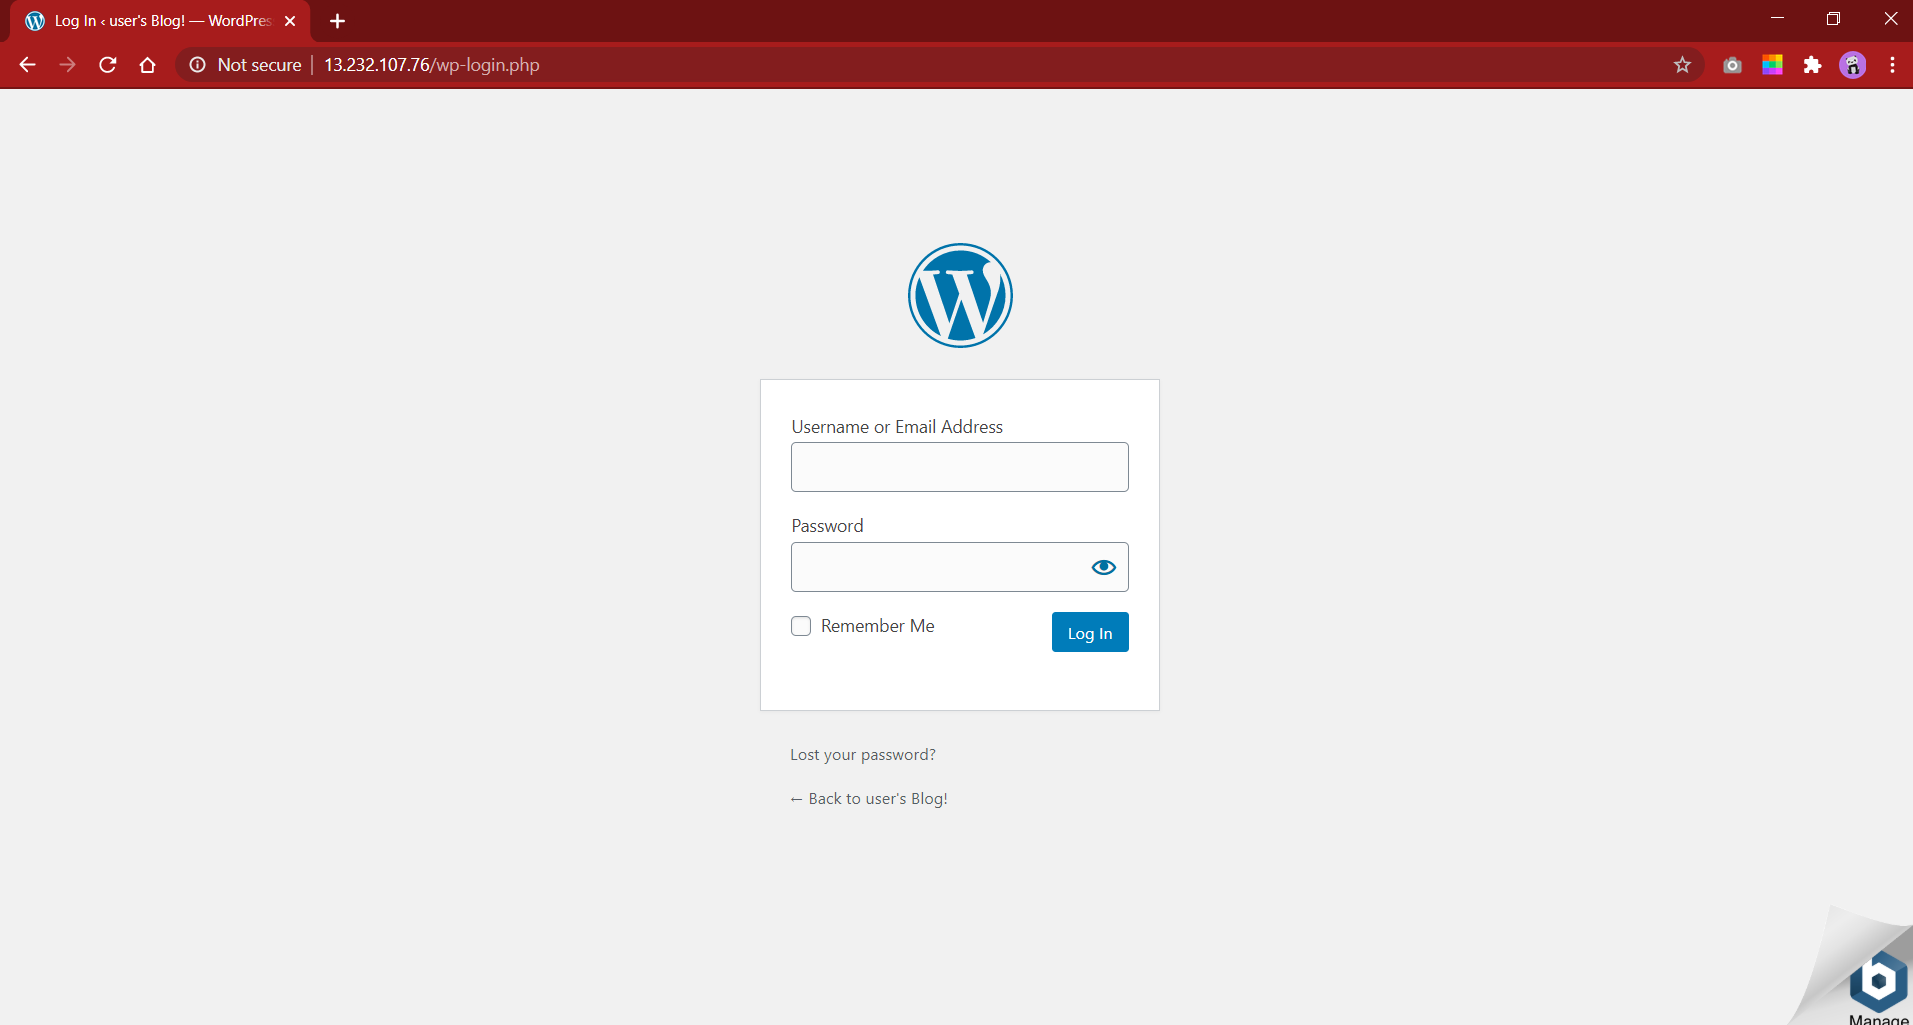 Log In ‹ user's Blog! — WordPres
Not secure | 13.232.107.76/wp-login.php
Username or Email Address
Password
Remember Me
Log In
Lost your password?
← Back to user's Blog!
Manage